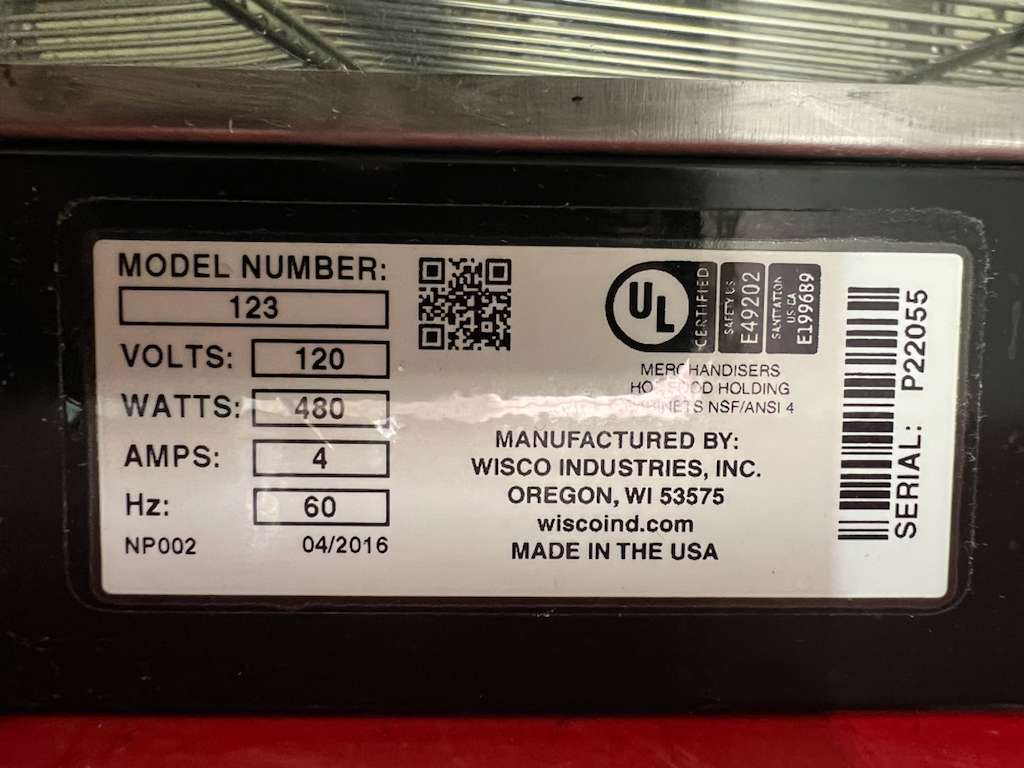 MODEL NUMBER:
123
VOLTS: 120
WATTS: 480
AMPS: 4
Hz: 60
NP002 04/2016
UL
CERTIFIED
SAFETY US
E49202
SANITATION
US CA
E199689
MERCHANDISERS
HOLDING
NSF/ANSI 4
MANUFACTURED BY:
WISCO INDUSTRIES, INC.
OREGON, WI 53575
wiscoind.com
MADE IN THE USA
SERIAL: P22055